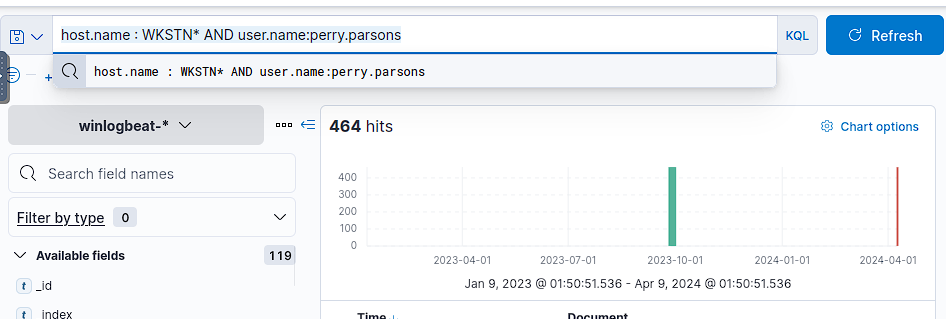 host.name : WKSTN* AND user.name:perry.parsons KQL Refresh
host.name : WKSTN* AND user.name:perry.parsons
+
winlogbeat-*
464 hits Chart options
Search field names
Filter by type 0
Available fields 119
t _id
t _index
400
300
200
100
0
2023-04-01 2023-07-01 2023-10-01 2024-01-01 2024-04-01
Jan 9, 2023 @ 01:50:51.536 - Apr 9, 2024 @ 01:50:51.536
Time ↓ Document